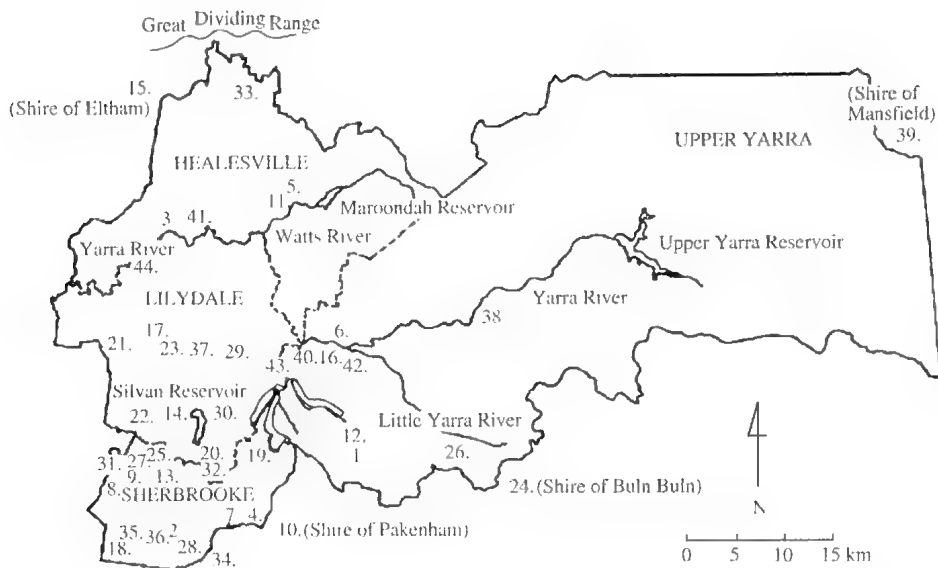 Great Dividing Range
15.
(Shire of Eltham)
33.
(Shire of
Mansfield)
39.
HEALESVILLE
UPPER YARRA
5.
11.
Maroondah Reservoir
3 41.
Watts River
Yarra River
44.
Upper Yarra Reservoir
LILYDALE
Yarra River
38
17.
6.
21. 23. 37. 29.
40. 16. 42.
43.
Silvan Reservoir
22. 14. 30.
Little Yarra River
12.
1
31. 27. 25. 20. 19.
26.
9. 13. 32.
8. SHERBROOKE
24. (Shire of Buln Buln)
7. 4.
10. (Shire of Pakenham)
35. 36. 2
18. 28. 34.
N
0 5 10 15 km